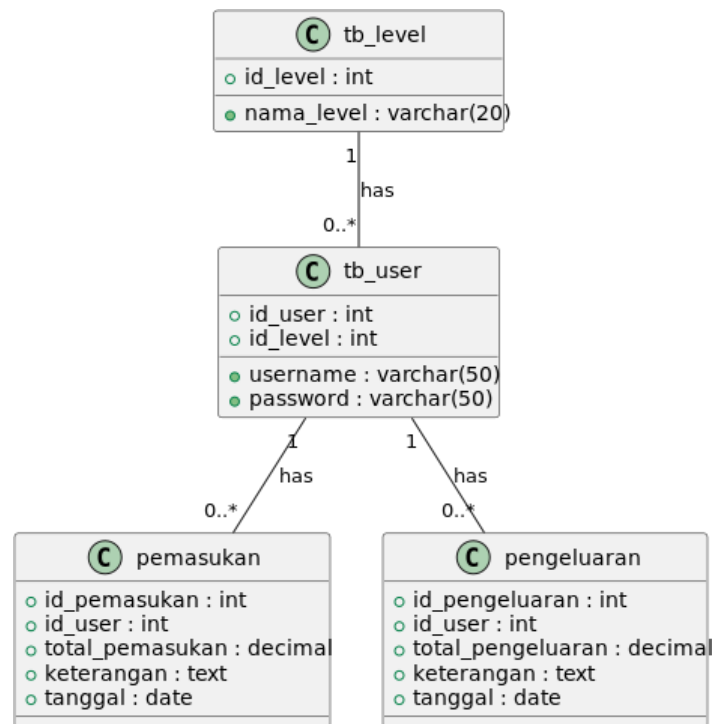 C tb_level
id_level : int
nama_level : varchar(20)
1
has
0..*
C tb_user
id_user : int
id_level : int
username : varchar(50)
password : varchar(50)
1 1
has has
0..* 0..*
C pemasukan
id_pemasukan : int
id_user : int
total_pemasukan : decimal
keterangan : text
tanggal : date
C pengeluaran
id_pengeluaran : int
id_user : int
total_pengeluaran : decimal
keterangan : text
tanggal : date